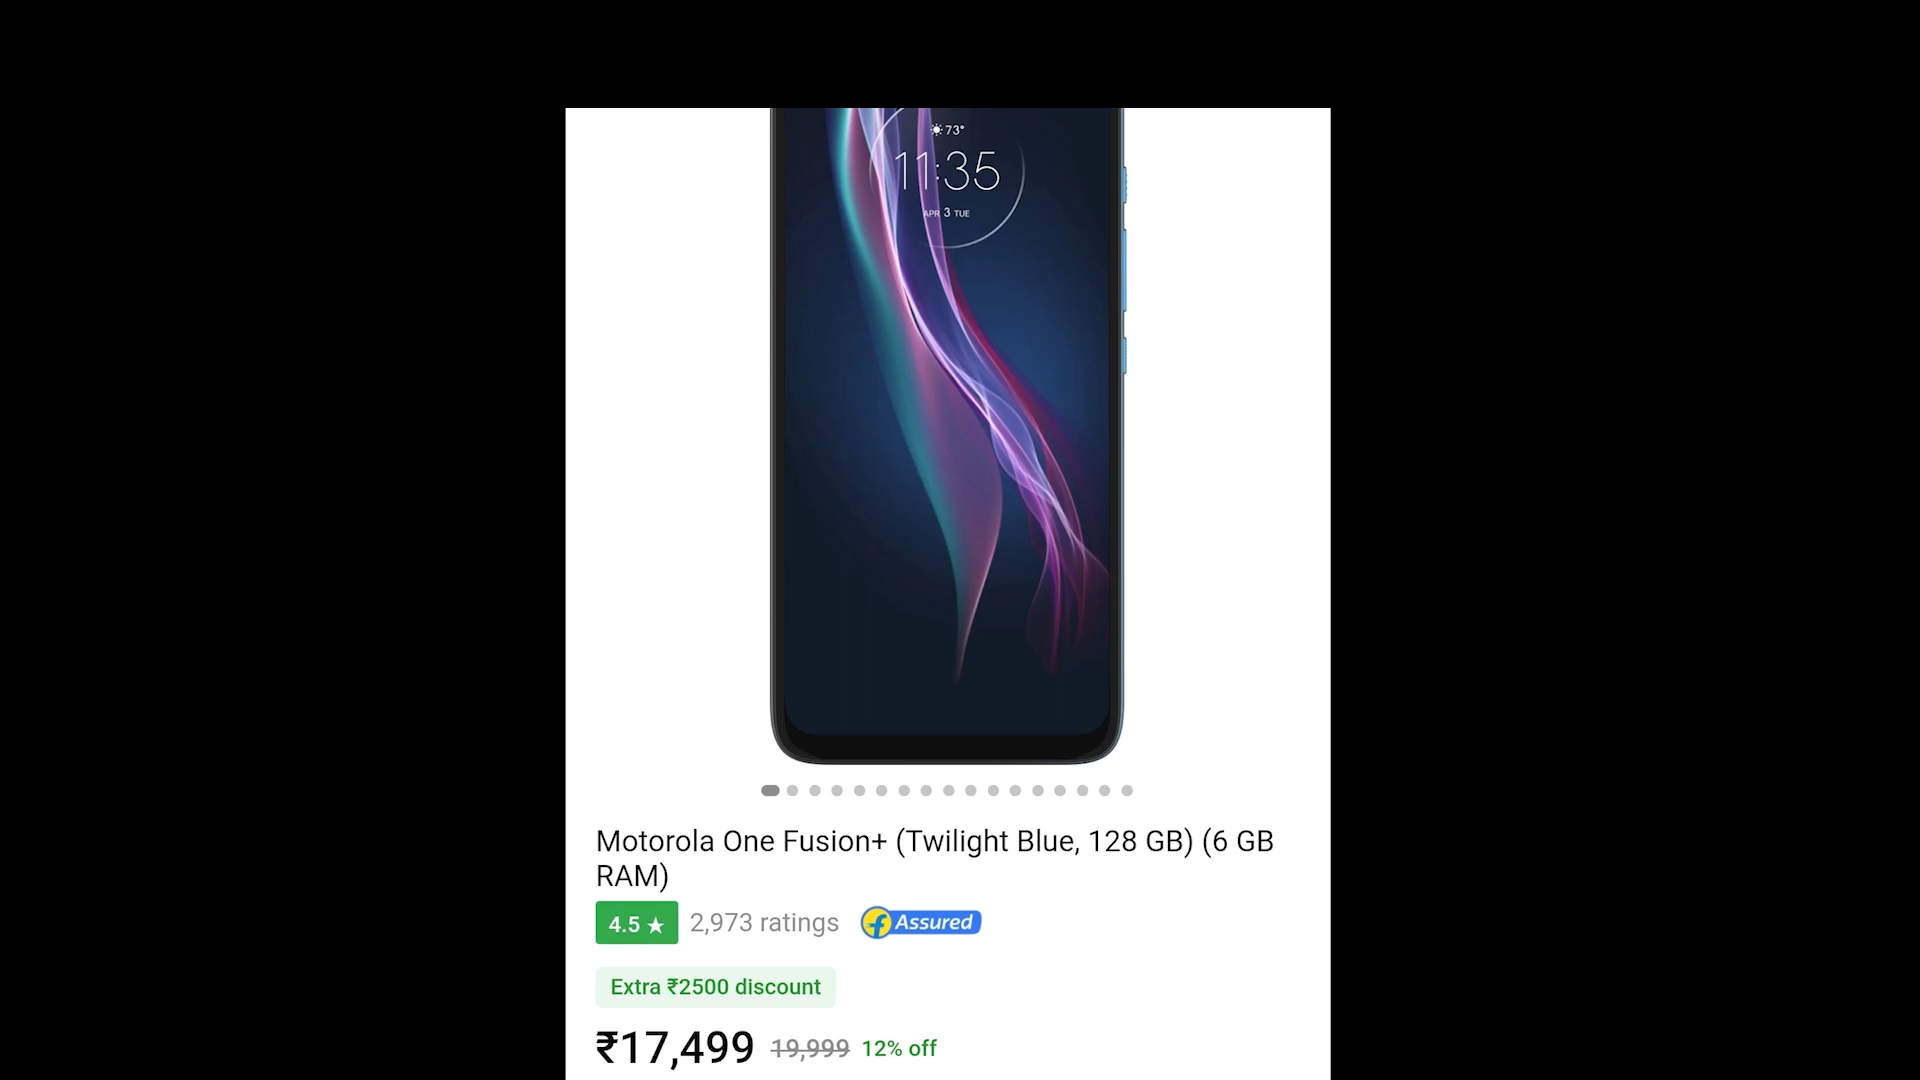 73°
11:35
APR 3 TUE
Motorola One Fusion+ (Twilight Blue, 128 GB) (6 GB
RAM)
4.5 ★ 2,973 ratings f Assured
Extra ₹2500 discount
₹17,499 19,999 12% off